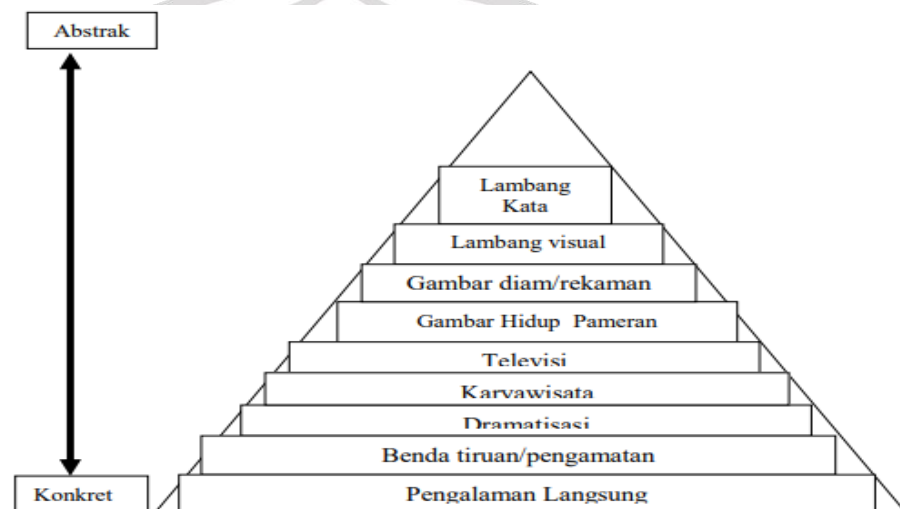 Abstrak
Lambang
Kata
Lambang visual
Gambar diam/rekaman
Gambar Hidup Pameran
Televisi
Karyawisata
Dramatisasi
Benda tiruan/pengamatan
Konkret
Pengalaman Langsung